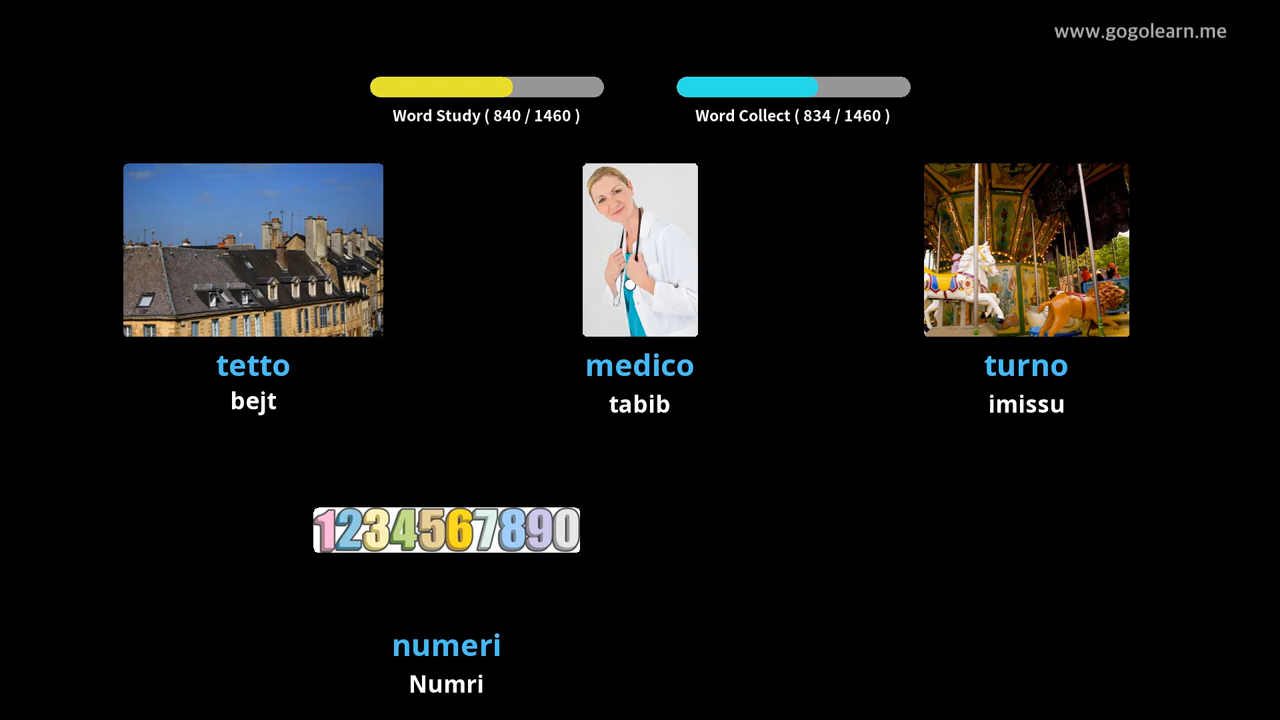 www.gogolearn.me
Word Study ( 840 / 1460 )
Word Collect ( 834 / 1460 )
tetto
bejt
medico
tabib
turno
imissu
1234567890
numeri
Numri